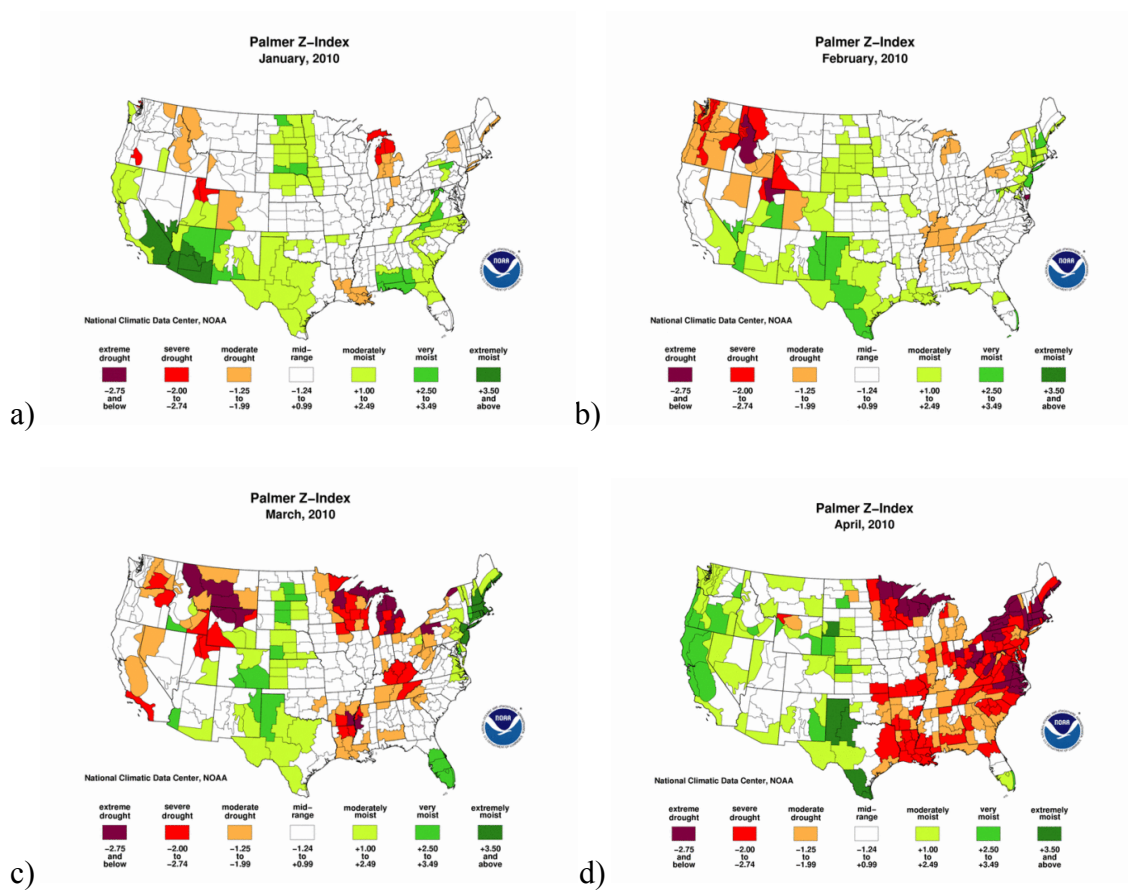 Palmer Z−Index
January, 2010
NOAA
National Climatic Data Center, NOAA
extreme drought severe drought moderate drought mid− range moderately moist very moist extremely moist
−2.75 and below −2.00 to −2.74 −1.25 to −1.99 −1.24 to +0.99 +1.00 to +2.49 +2.50 to +3.49 +3.50 and above
a)
Palmer Z−Index
February, 2010
NOAA
National Climatic Data Center, NOAA
extreme drought severe drought moderate drought mid− range moderately moist very moist extremely moist
−2.75 and below −2.00 to −2.74 −1.25 to −1.99 −1.24 to +0.99 +1.00 to +2.49 +2.50 to +3.49 +3.50 and above
b)
Palmer Z−Index
March, 2010
NOAA
National Climatic Data Center, NOAA
extreme drought severe drought moderate drought mid− range moderately moist very moist extremely moist
−2.75 and below −2.00 to −2.74 −1.25 to −1.99 −1.24 to +0.99 +1.00 to +2.49 +2.50 to +3.49 +3.50 and above
c)
Palmer Z−Index
April, 2010
NOAA
National Climatic Data Center, NOAA
extreme drought severe drought moderate drought mid− range moderately moist very moist extremely moist
−2.75 and below −2.00 to −2.74 −1.25 to −1.99 −1.24 to +0.99 +1.00 to +2.49 +2.50 to +3.49 +3.50 and above
d)